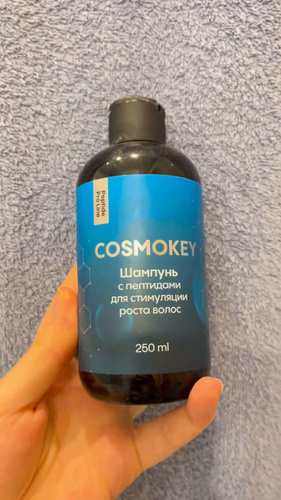 Peptide
Pro Line
COSMOKEY
Шампунь
с пептидами
для стимуляции
роста волос
250 ml